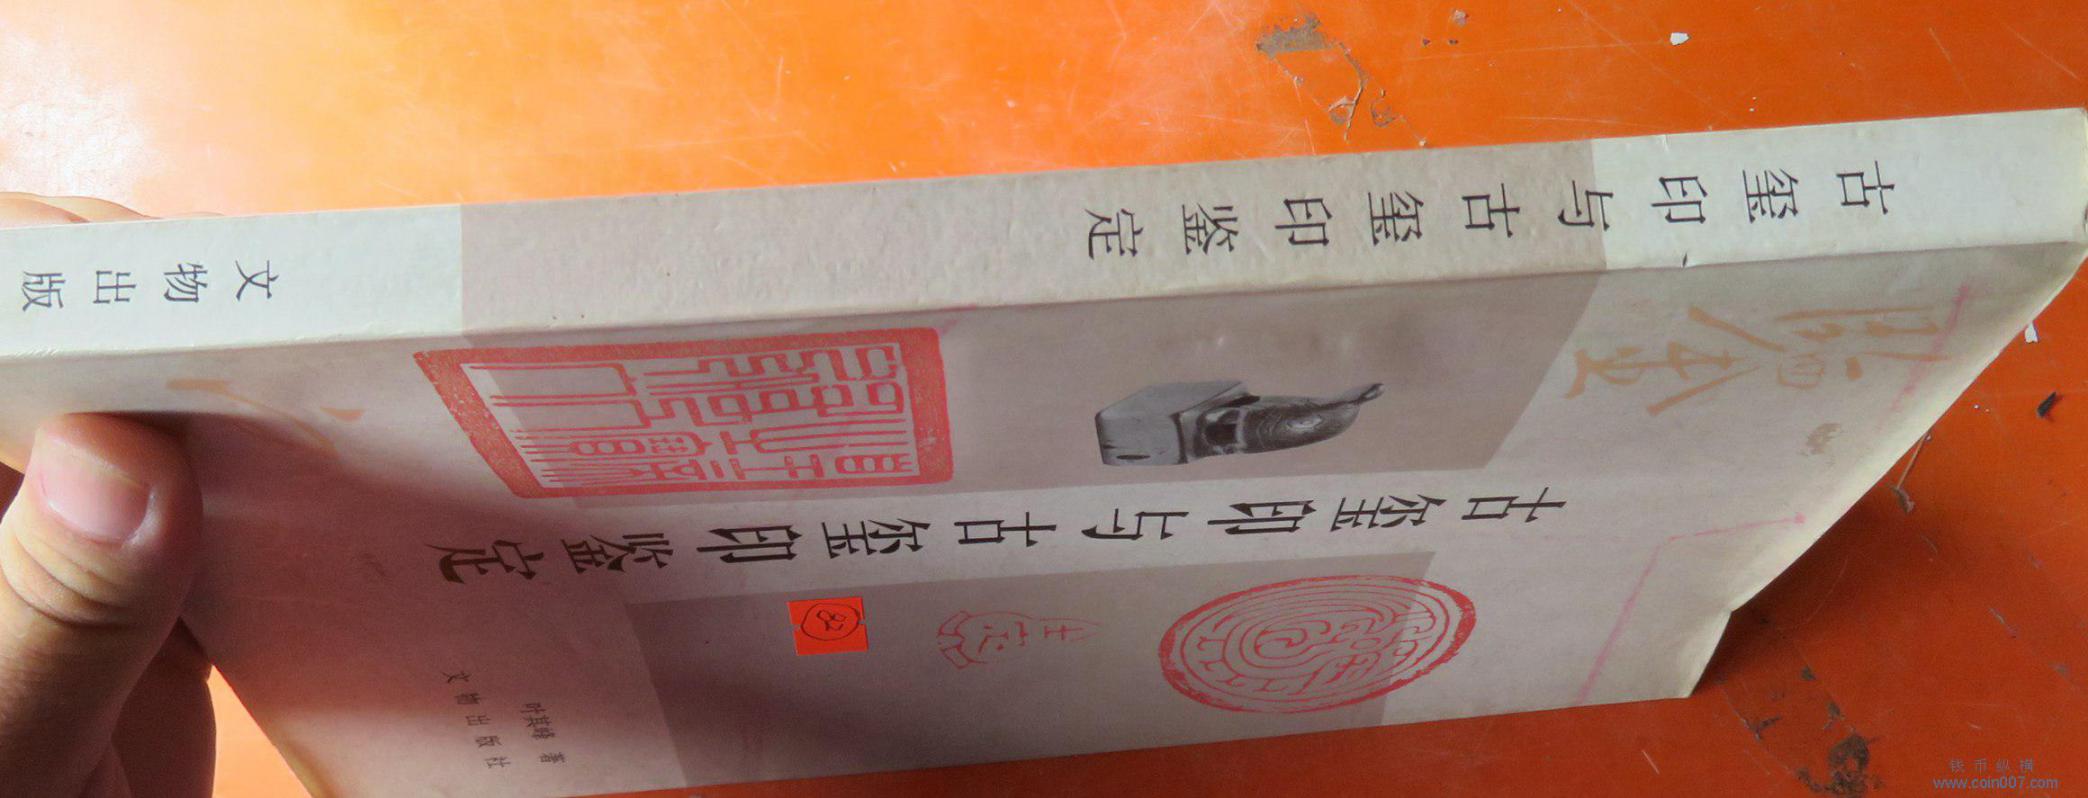 古玺印与古玺印鉴定
文物出版
古玺印与古玺印鉴定
叶其峰 著
文物出版社
82
钱币纵横
www.coin007.com